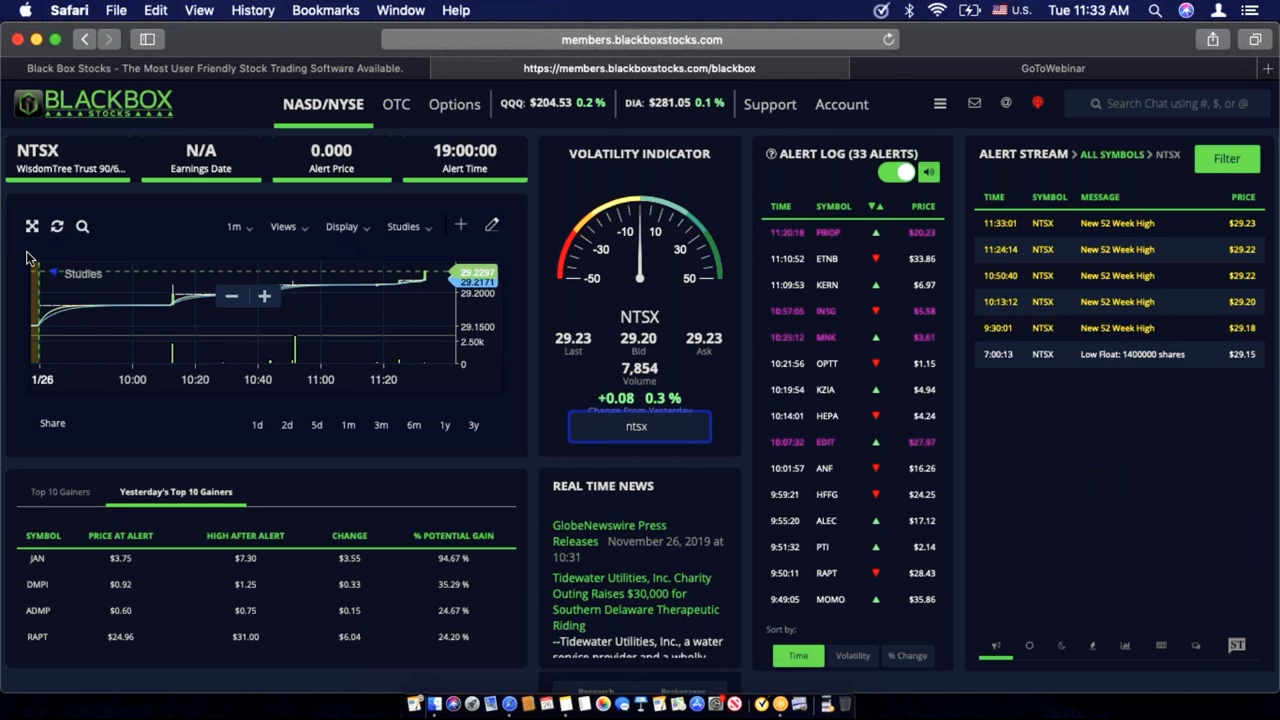 Safari File Edit View History Bookmarks Window Help U.S. Tue 11:33 AM
members.blackboxstocks.com
Black Box Stocks - The Most User Friendly Stock Trading Software Available. https://members.blackboxstocks.com/blackbox GoToWebinar
BLACKBOX
STOCKS
NASD/NYSE OTC Options QQQ: $204.53 0.2 % DIA: $281.05 0.1 % Support Account Search Chat using #, $, or @
NTSX N/A 0.000 19:00:00
WisdomTree Trust 90/6... Earnings Date Alert Price Alert Time
1m Views Display Studies
Studies
29.2297
29.2171
29.2000
29.1500
2.50k
0
1/26 10:00 10:20 10:40 11:00 11:20
Share 1d 2d 5d 1m 3m 6m 1y 3y
Top 10 Gainers Yesterday's Top 10 Gainers
SYMBOL PRICE AT ALERT HIGH AFTER ALERT CHANGE % POTENTIAL GAIN
JAN $3.75 $7.30 $3.55 94.67 %
DMPI $0.92 $1.25 $0.33 35.29 %
ADMP $0.60 $0.75 $0.15 24.67 %
RAPT $24.96 $31.00 $6.04 24.20 %
VOLATILITY INDICATOR
-10 10
-30 30
-50 50
NTSX
29.23 29.20 29.23
Last Bid Ask
7,854
Volume
+0.08 0.3 %
Change From Yesterday
ntsx
REAL TIME NEWS
GlobeNewswire Press
Releases November 26, 2019 at
10:31
Tidewater Utilities, Inc. Charity
Outing Raises $30,000 for
Southern Delaware Therapeutic
Riding
--Tidewater Utilities, Inc., a water
service provider and a wholly
Research Brokerages
ALERT LOG (33 ALERTS)
TIME SYMBOL ▼▲ PRICE
11:20:18 FBIOP ▲ $20.23
11:10:52 ETNB ▼ $33.86
11:09:53 KERN ▲ $6.97
10:57:05 INSG ▼ $5.58
10:25:12 MNK ▲ $3.61
10:21:56 OPTT ▼ $1.15
10:19:54 KZIA ▲ $4.94
10:14:01 HEPA ▼ $4.24
10:07:32 EDIT ▲ $27.97
10:01:57 ANF ▼ $16.26
9:59:21 HFFG ▼ $24.25
9:55:20 ALEC ▲ $17.12
9:51:32 PTI ▲ $2.14
9:50:11 RAPT ▼ $28.43
9:49:05 MOMO ▲ $35.86
Sort by:
Time Volatility % Change
ALERT STREAM > ALL SYMBOLS > NTSX Filter
TIME SYMBOL MESSAGE PRICE
11:33:01 NTSX New 52 Week High $29.23
11:24:14 NTSX New 52 Week High $29.22
10:50:40 NTSX New 52 Week High $29.22
10:13:12 NTSX New 52 Week High $29.20
9:30:01 NTSX New 52 Week High $29.18
7:00:13 NTSX Low Float: 1400000 shares $29.15
ST